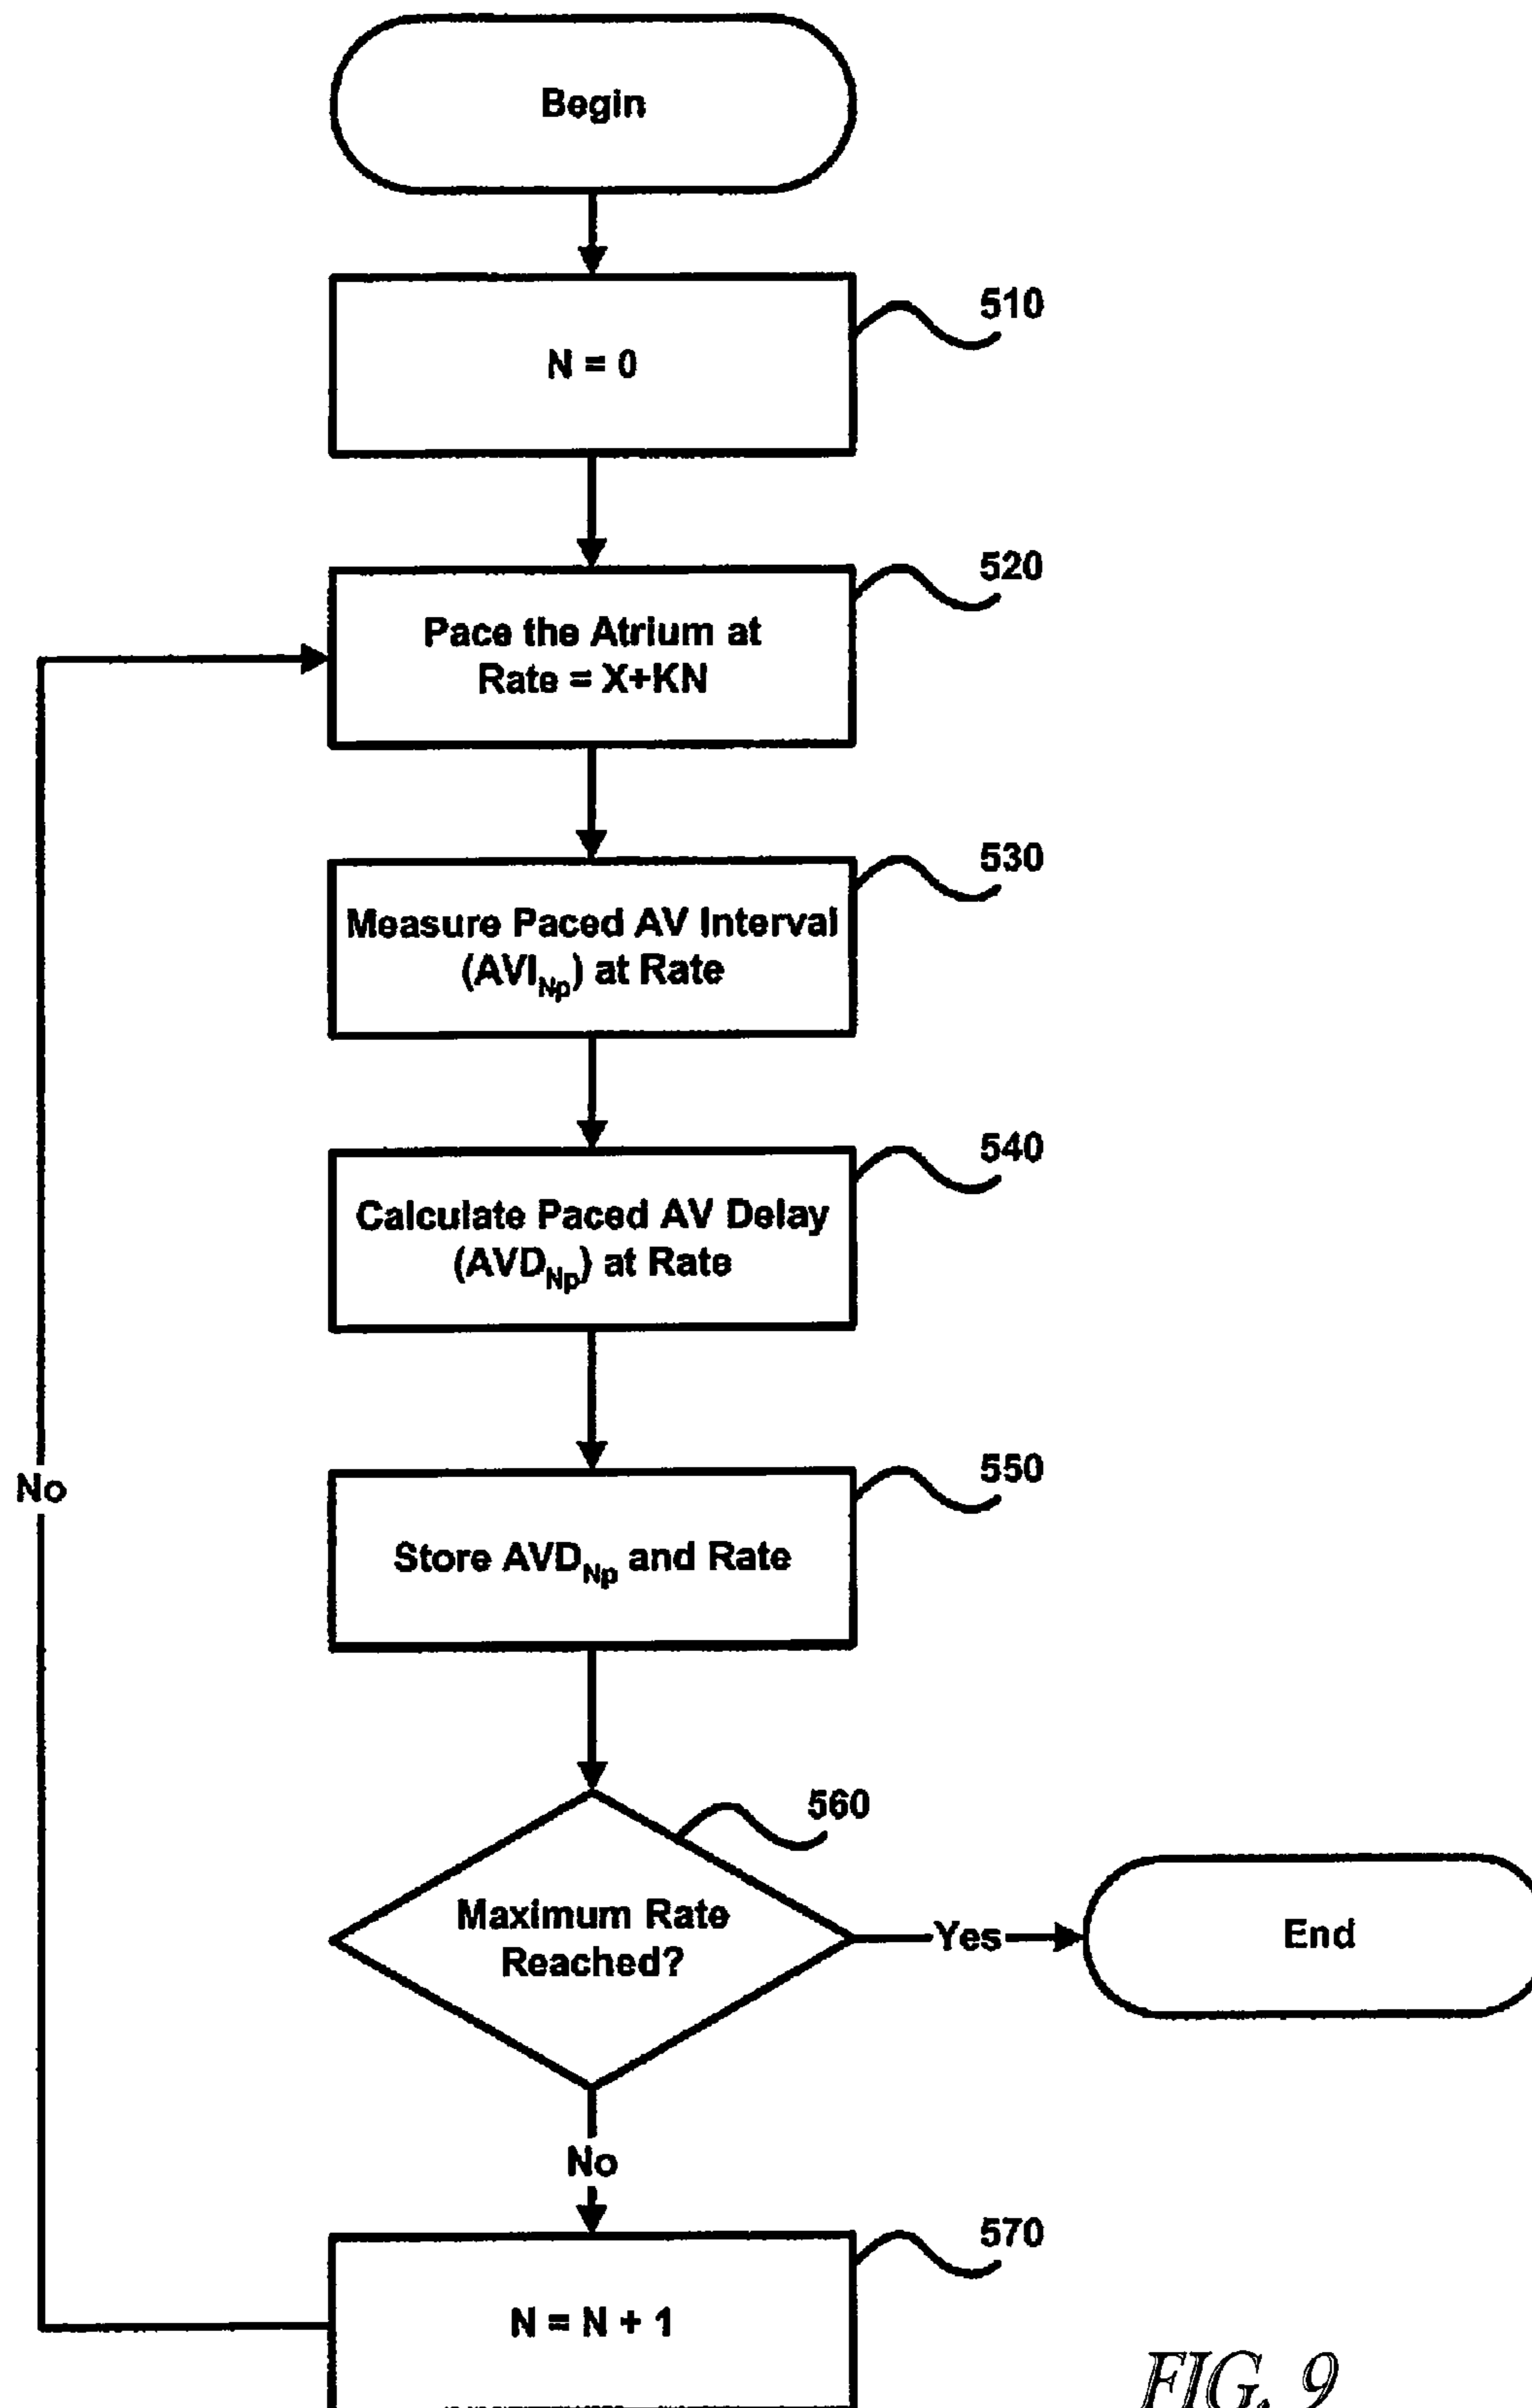 Begin
510
N = 0
520
Pace the Atrium at
Rate = X+KN
530
Measure Paced AV Interval
(AVI_Np) at Rate
540
Calculate Paced AV Delay
(AVD_Np) at Rate
550
No
Store AVD_Np and Rate
560
Maximum Rate
Reached?
Yes
End
No
570
N = N + 1
FIG. 9